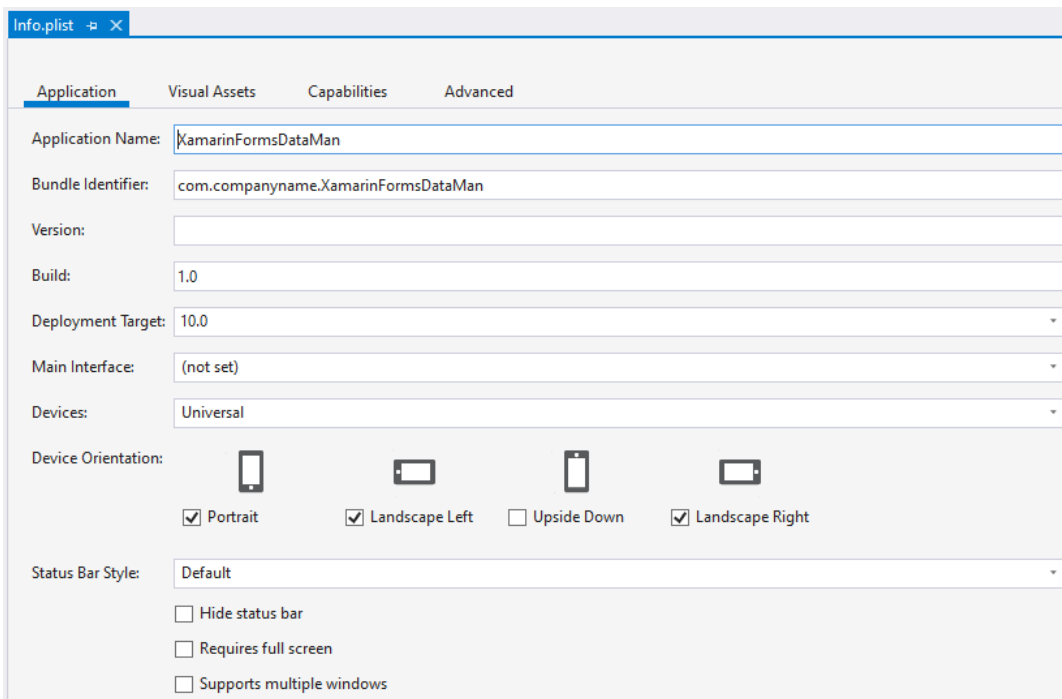 Info.plist
Application Visual Assets Capabilities Advanced
Application Name: XamarinFormsDataMan
Bundle Identifier: com.companyname.XamarinFormsDataMan
Version:
Build: 1.0
Deployment Target: 10.0
Main Interface: (not set)
Devices: Universal
Device Orientation:
Portrait Landscape Left Upside Down Landscape Right
Status Bar Style: Default
Hide status bar
Requires full screen
Supports multiple windows